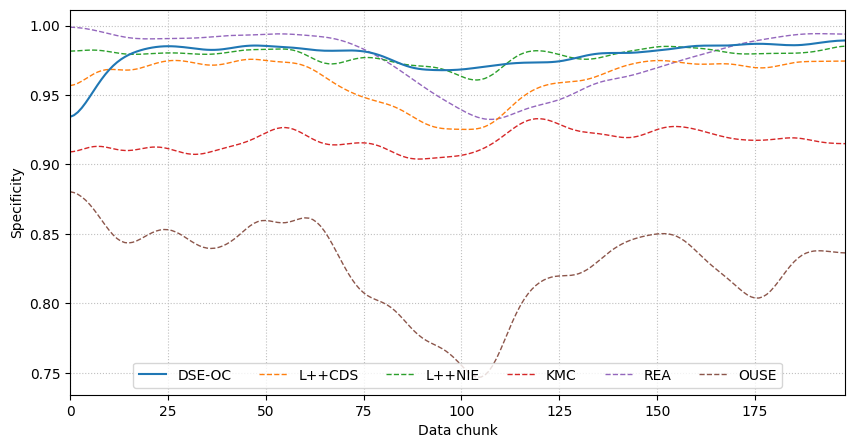 1.00
0.95
0.90
0.85
0.80
0.75
Specificity
DSE-OC L++CDS L++NIE KMC REA OUSE
0 25 50 75 100 125 150 175
Data chunk